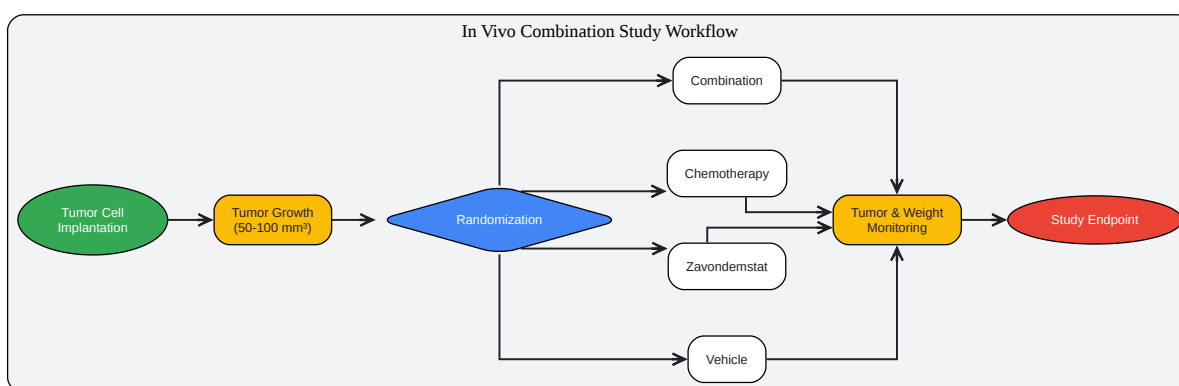 In Vivo Combination Study Workflow
Combination
Chemotherapy
Tumor Cell
Implantation
Tumor Growth
(50-100 mm³)
Randomization
Tumor & Weight
Monitoring
Study Endpoint
Zavondemstat
Vehicle